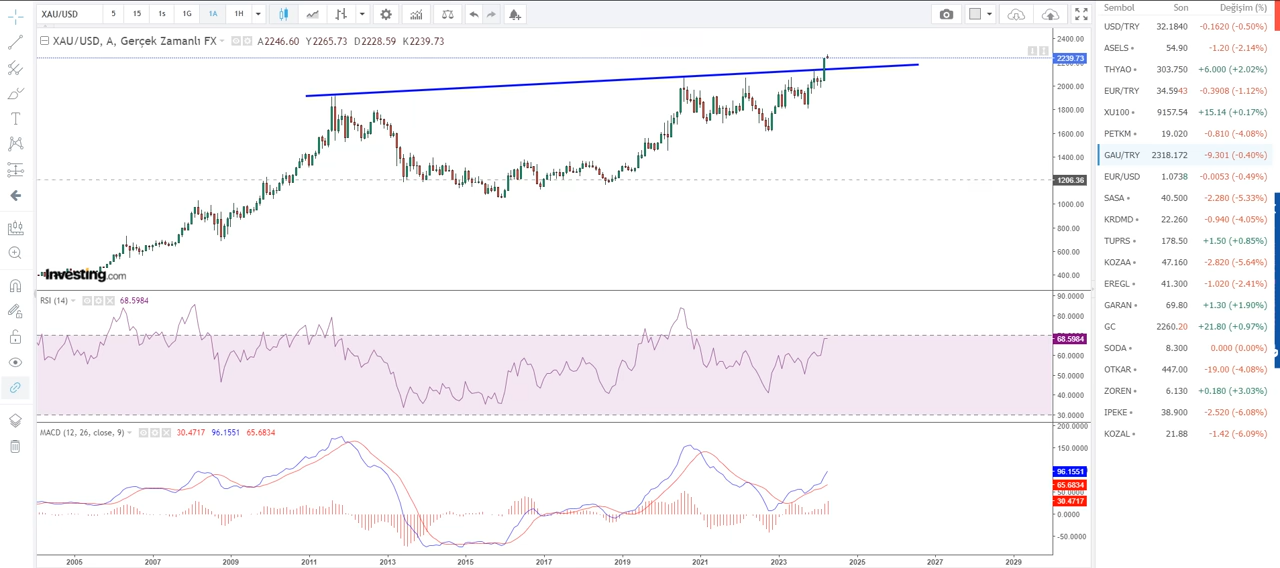 XAU/USD 5 15 1s 1G 1A 1H
XAU/USD, A, Gerçek Zamanlı FX A2246.60 Y2265.73 D2228.59 K2239.73
2400.00
2239.73
2200.00
2000.00
1800.00
1600.00
1400.00
1206.36
1000.00
800.00
600.00
400.00
Investing.com
RSI (14) 68.5984
90.0000
80.0000
68.5984
60.0000
50.0000
40.0000
30.0000
MACD (12, 26, close, 9) 30.4717 96.1551 65.6834
200.0000
150.0000
96.1551
65.6834
50.0000
30.4717
0.0000
-50.0000
2005 2007 2009 2011 2013 2015 2017 2019 2021 2023 2025 2027 2029
Sembol Son Değişim (%)
USD/TRY 32.1840 -0.1620 (-0.50%)
ASELS 54.90 -1.20 (-2.14%)
THYAO 303.750 +6.000 (+2.02%)
EUR/TRY 34.5943 -0.3908 (-1.12%)
XU100 9157.54 +15.14 (+0.17%)
PETKM 19.020 -0.810 (-4.08%)
GAU/TRY 2318.172 -9.301 (-0.40%)
EUR/USD 1.0738 -0.0053 (-0.49%)
SASA 40.500 -2.280 (-5.33%)
KRDMD 22.260 -0.940 (-4.05%)
TUPRS 178.50 +1.50 (+0.85%)
KOZAA 47.160 -2.820 (-5.64%)
EREGL 41.300 -1.020 (-2.41%)
GARAN 69.80 +1.30 (+1.90%)
GC 2260.20 +21.80 (+0.97%)
SODA 8.300 0.000 (0.00%)
OTKAR 447.00 -19.00 (-4.08%)
ZOREN 6.130 +0.180 (+3.03%)
IPEKE 38.900 -2.520 (-6.08%)
KOZAL 21.88 -1.42 (-6.09%)